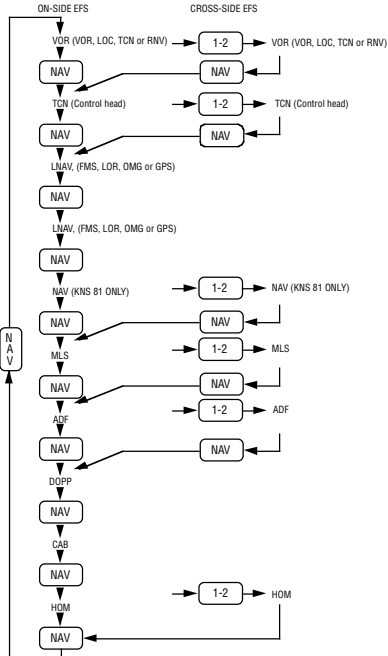 ON-SIDE EFS
CROSS-SIDE EFS
VOR (VOR, LOC, TCN or RNV)
1-2
VOR (VOR, LOC, TCN or RNV)
NAV
NAV
TCN (Control head)
1-2
TCN (Control head)
NAV
NAV
LNAV, (FMS, LOR, OMG or GPS)
NAV
LNAV, (FMS, LOR, OMG or GPS)
NAV
NAV (KNS 81 ONLY)
1-2
NAV (KNS 81 ONLY)
NAV
NAV
NAV
MLS
1-2
MLS
NAV
NAV
ADF
1-2
ADF
NAV
NAV
DOPP
NAV
CAB
NAV
HOM
1-2
HOM
NAV